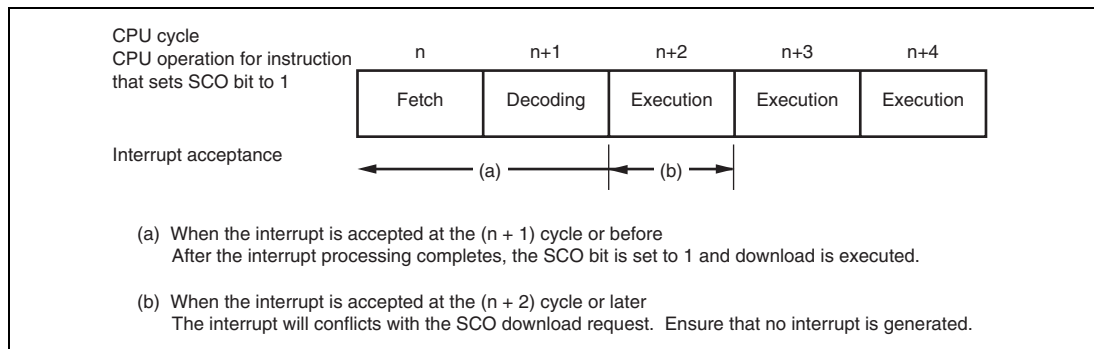 CPU cycle
CPU operation for instruction
that sets SCO bit to 1
n n+1 n+2 n+3 n+4
Fetch Decoding Execution Execution Execution
Interrupt acceptance
(a) (b)
(a) When the interrupt is accepted at the (n + 1) cycle or before
After the interrupt processing completes, the SCO bit is set to 1 and download is executed.
(b) When the interrupt is accepted at the (n + 2) cycle or later
The interrupt will conflicts with the SCO download request. Ensure that no interrupt is generated.